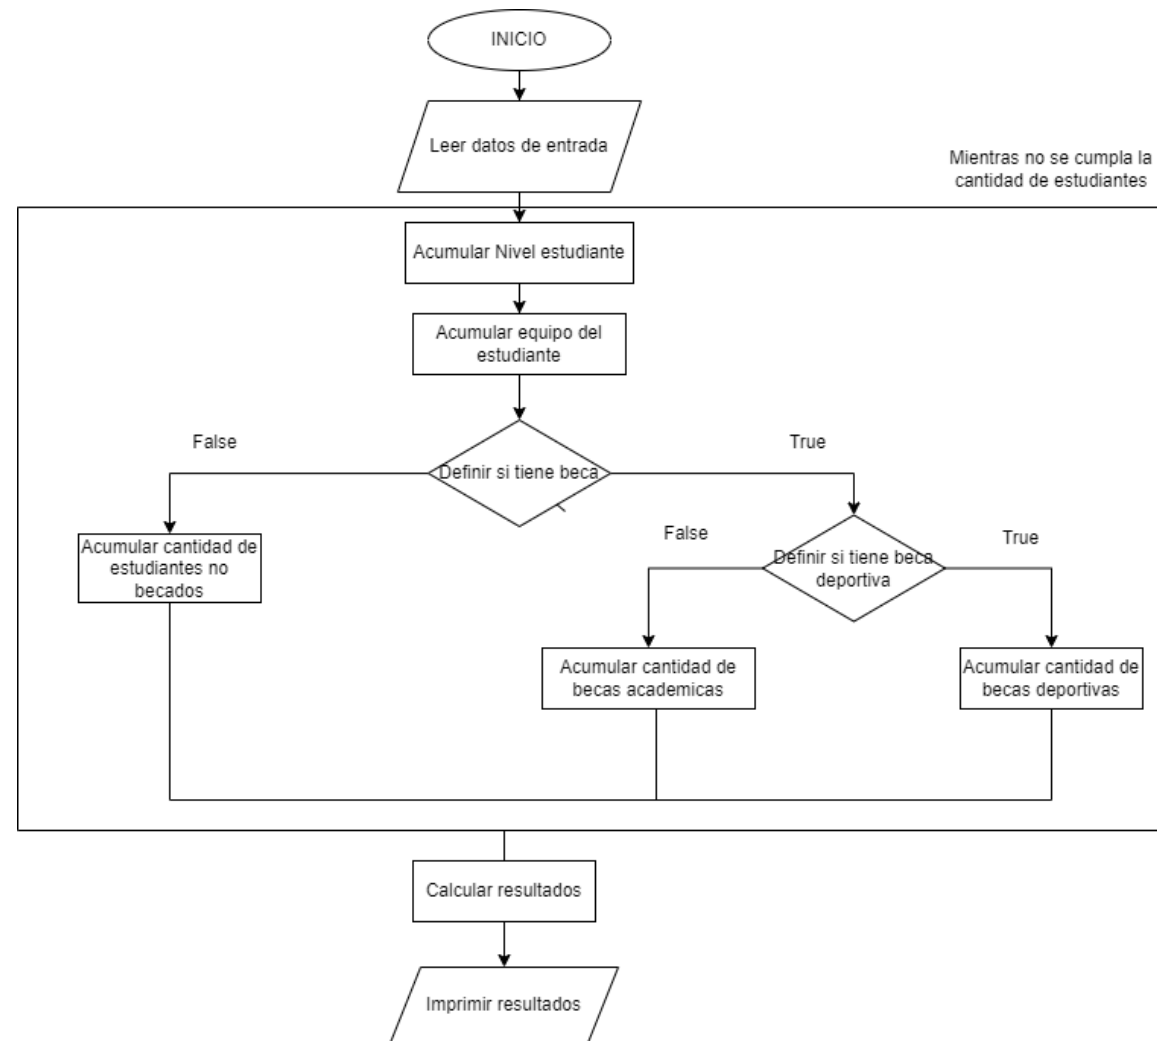 INICIO
Leer datos de entrada
Mientras no se cumpla la
cantidad de estudiantes
Acumular Nivel estudiante
Acumular equipo del
estudiante
False
True
Definir si tiene beca
Acumular cantidad de
estudiantes no
becados
False
True
Definir si tiene beca
deportiva
Acumular cantidad de
becas academicas
Acumular cantidad de
becas deportivas
Calcular resultados
Imprimir resultados